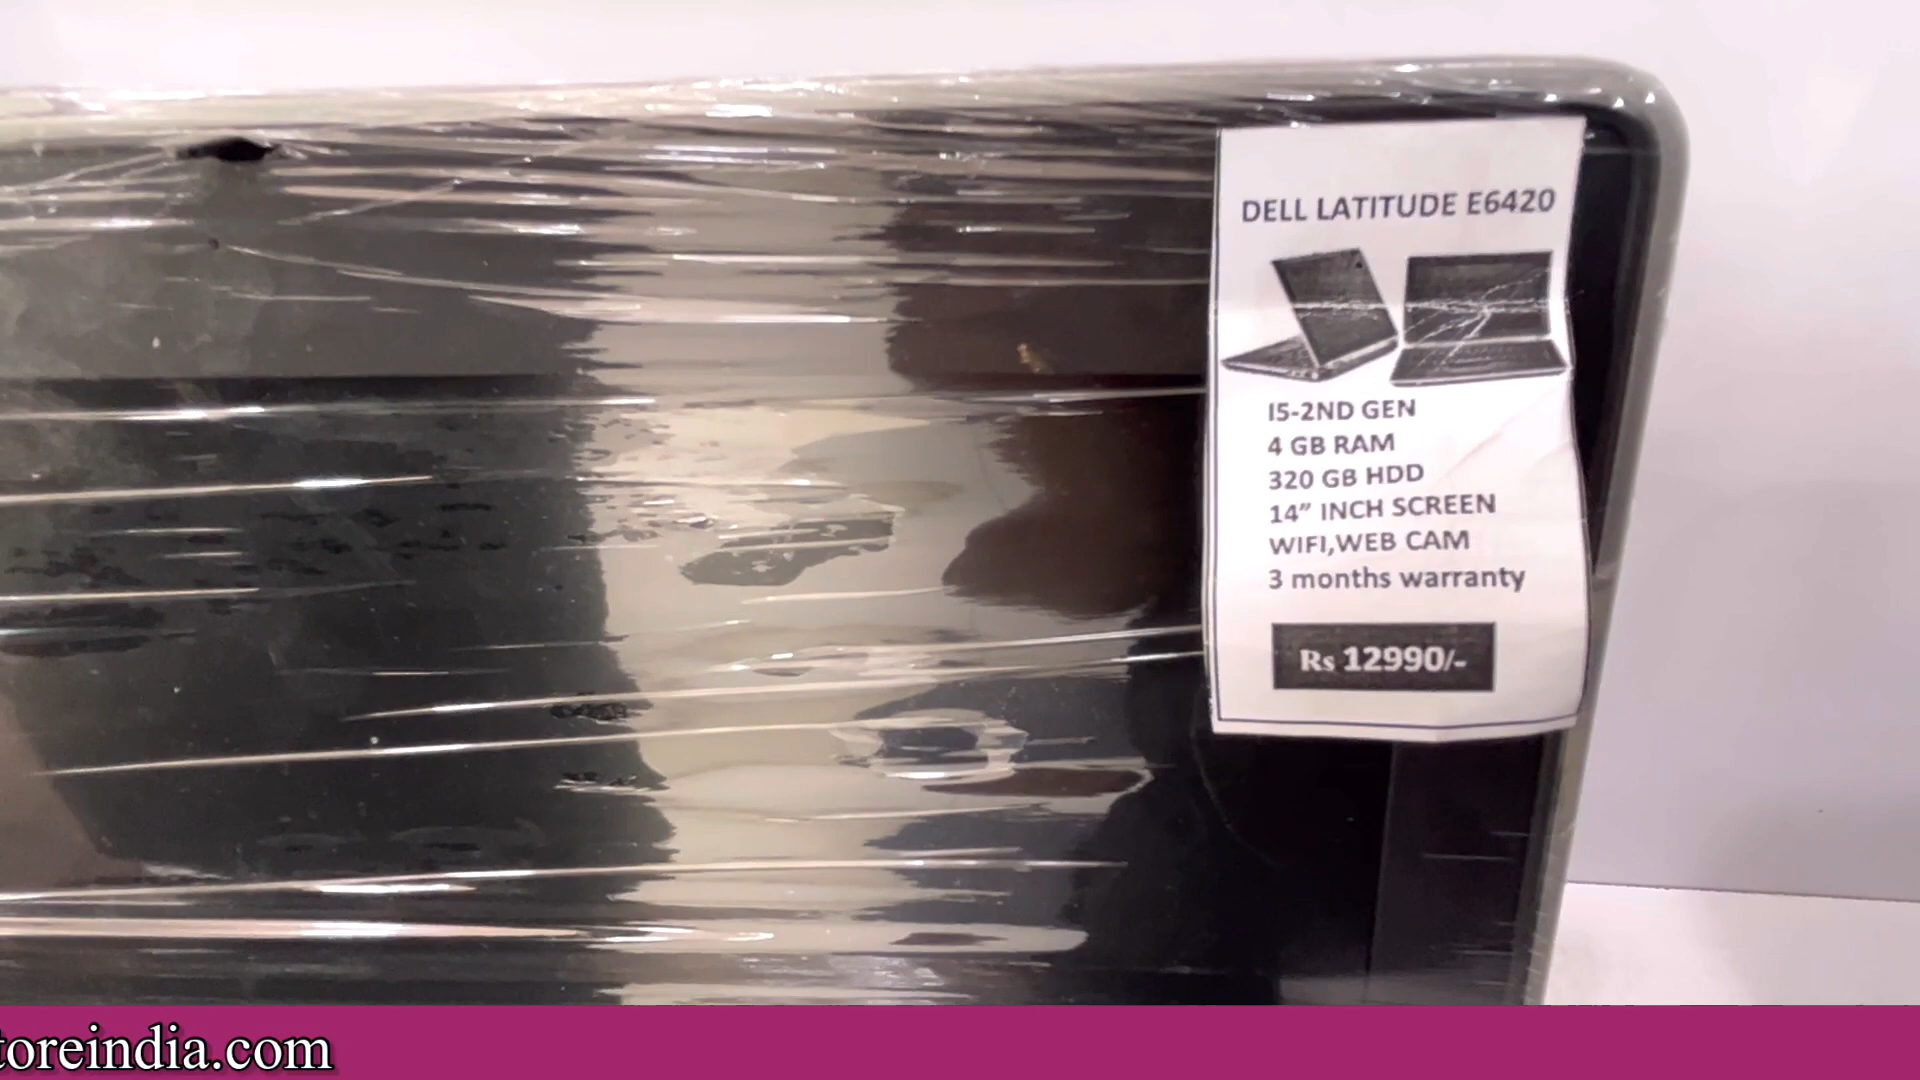 DELL LATITUDE E6420
I5-2ND GEN
4 GB RAM
320 GB HDD
14” INCH SCREEN
WIFI,WEB CAM
3 months warranty
Rs 12990/-
toreindia.com